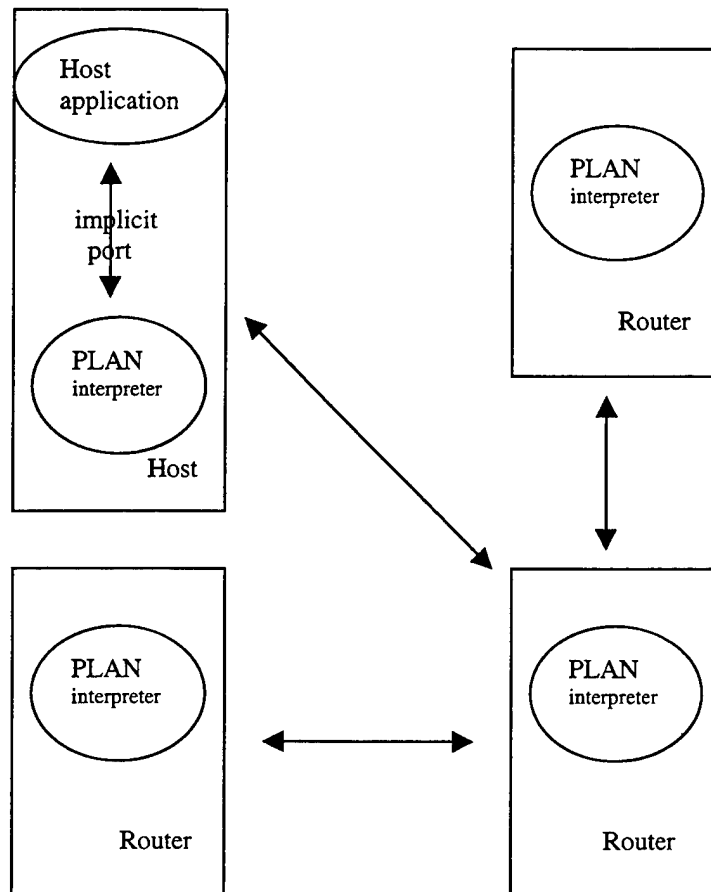 Host
application
implicit
port
PLAN
interpreter
Host
PLAN
interpreter
Router
PLAN
interpreter
Router
PLAN
interpreter
Router